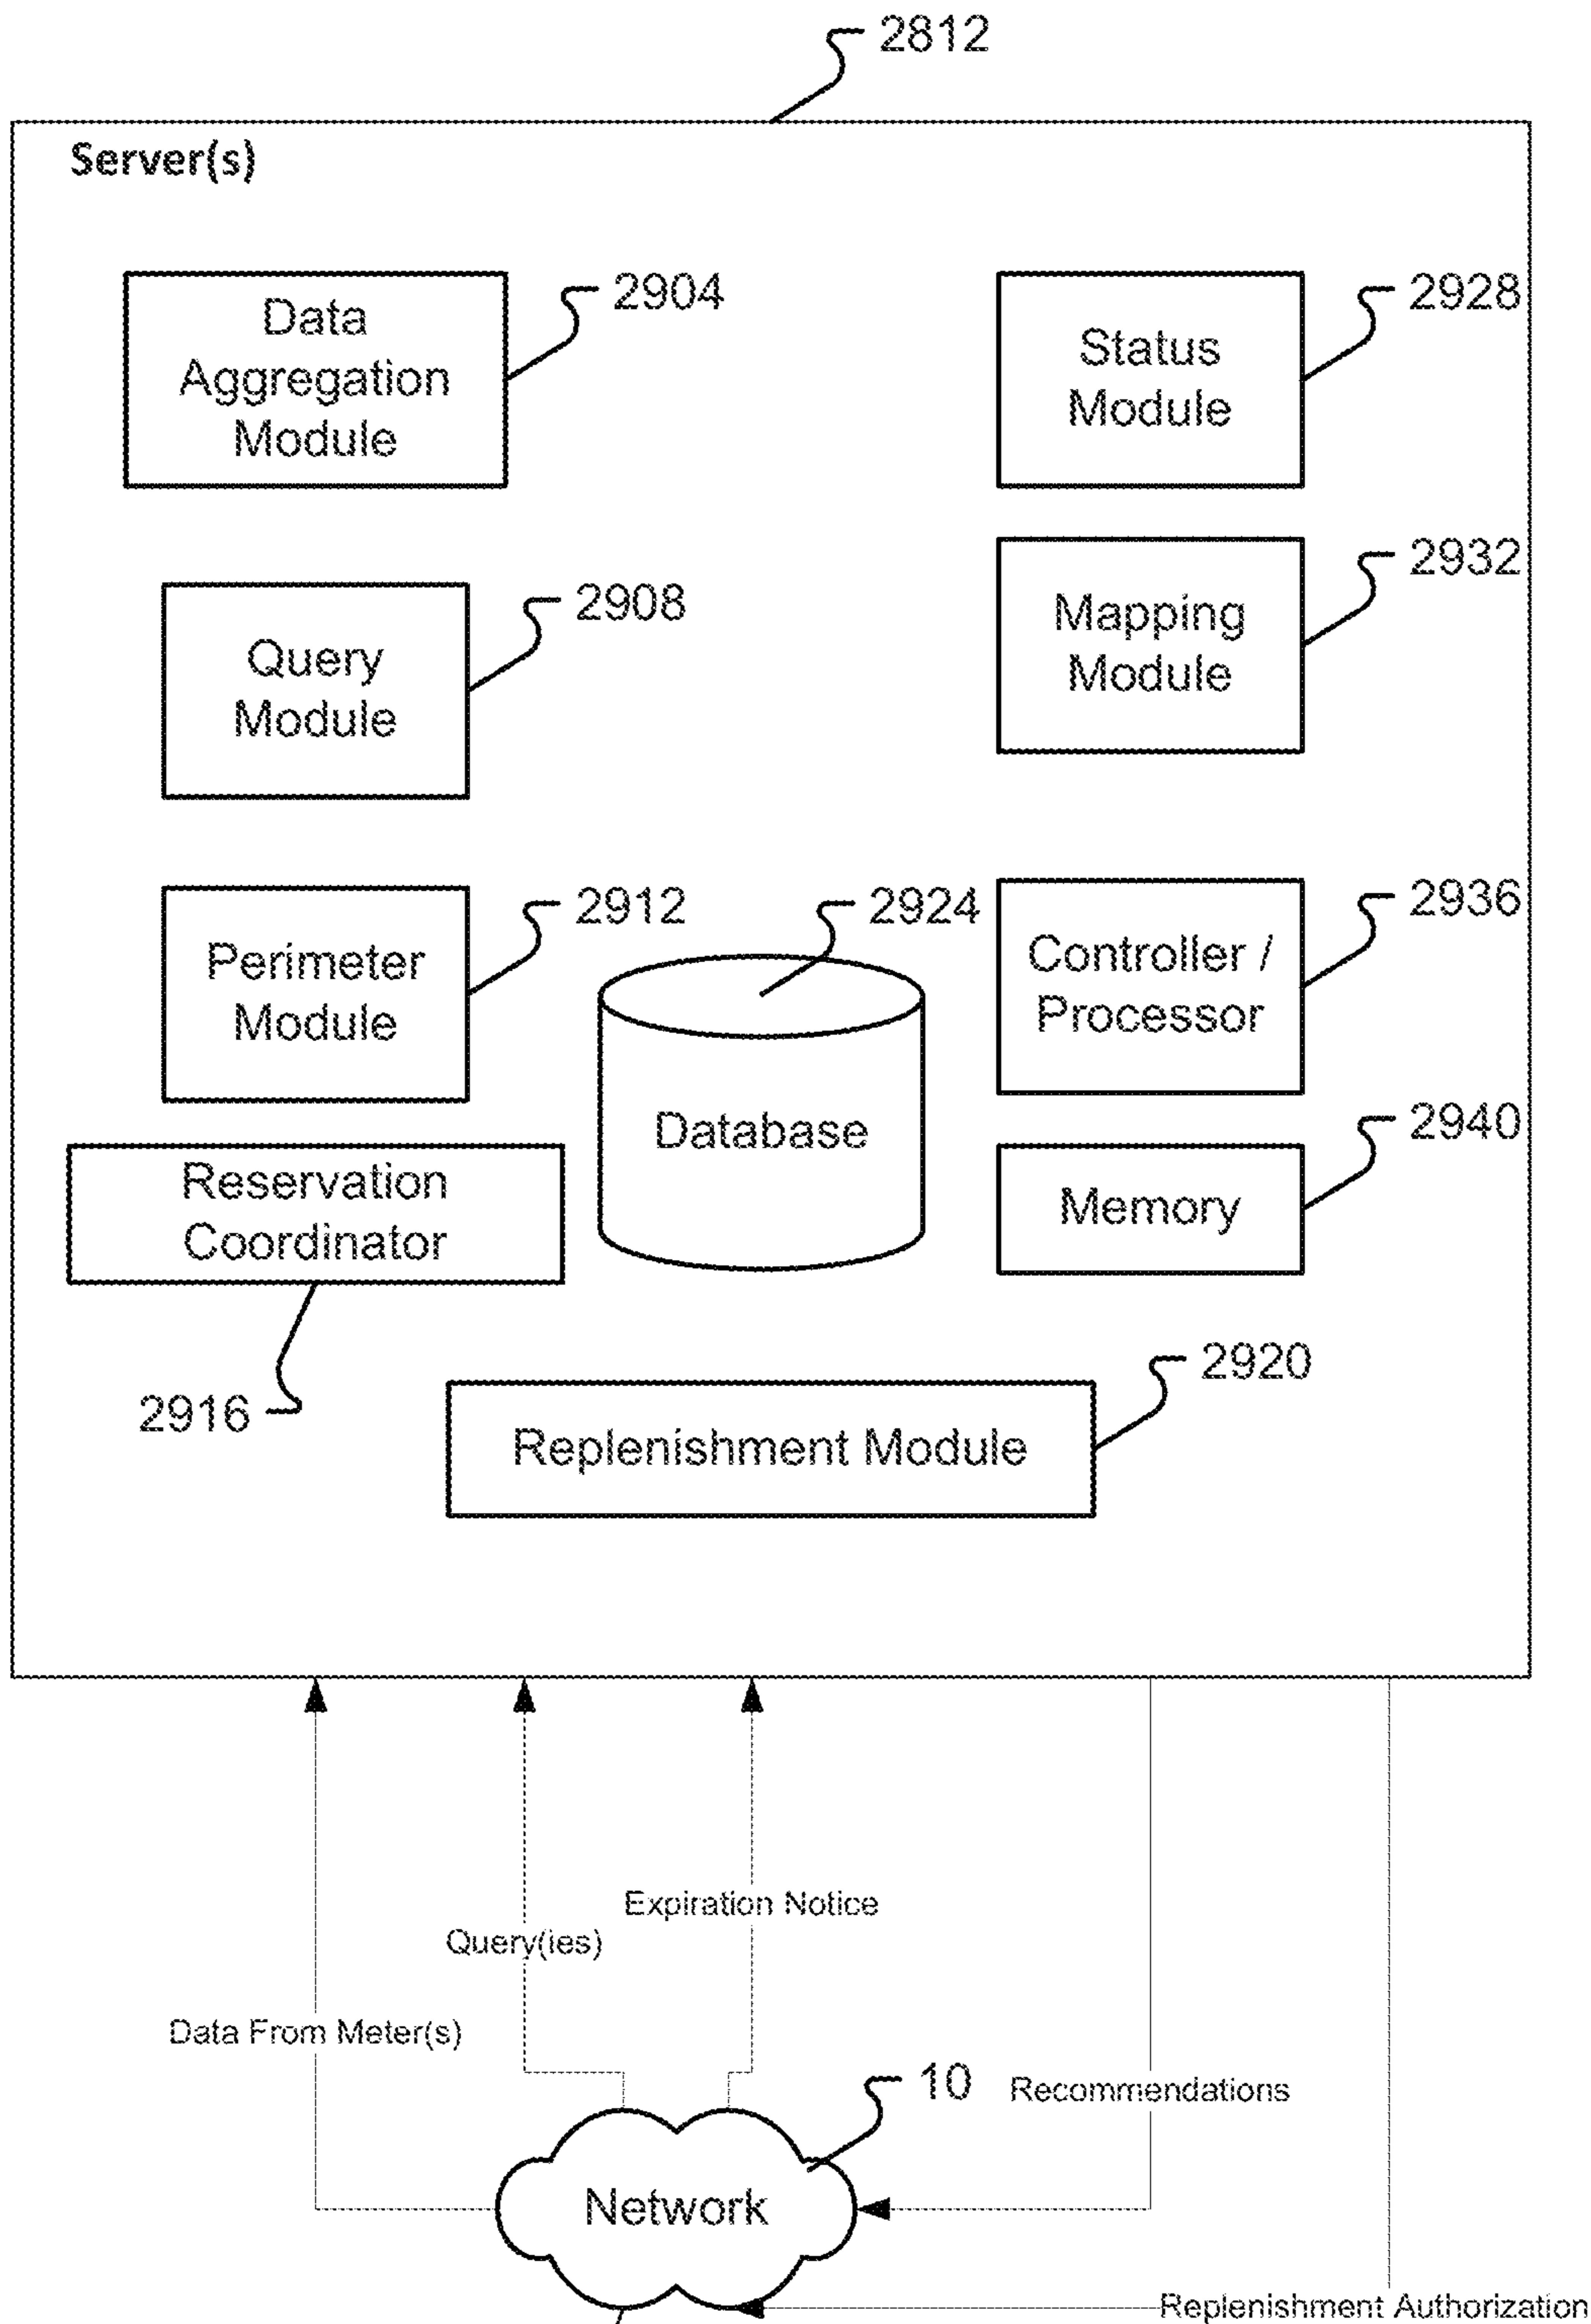 2812
Server(s)
Data
Aggregation
Module
2904
Status
Module
2928
Query
Module
2908
Mapping
Module
2932
Perimeter
Module
2912
2924
Database
Controller /
Processor
2936
Reservation
Coordinator
2916
Memory
2940
Replenishment Module
2920
Expiration Notice
Query(ies)
Data From Meter(s)
10
Recommendations
Network
Replenishment Authorization